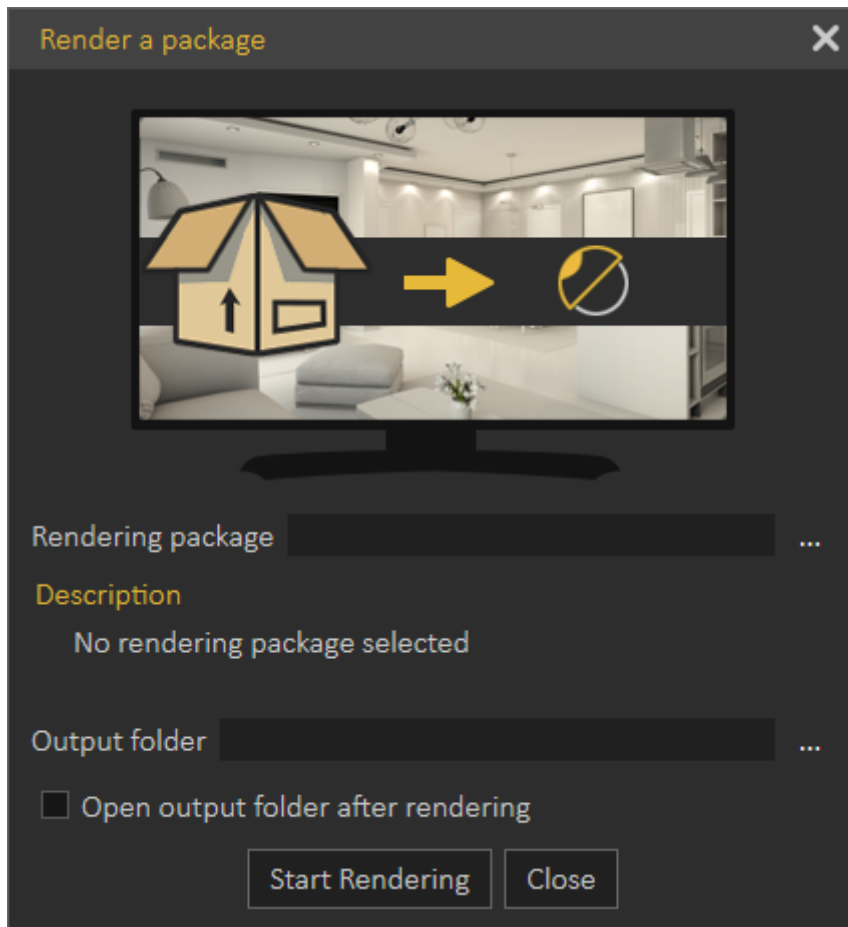 Render a package
Rendering package ...
Description
No rendering package selected
Output folder ...
Open output folder after rendering
Start Rendering Close